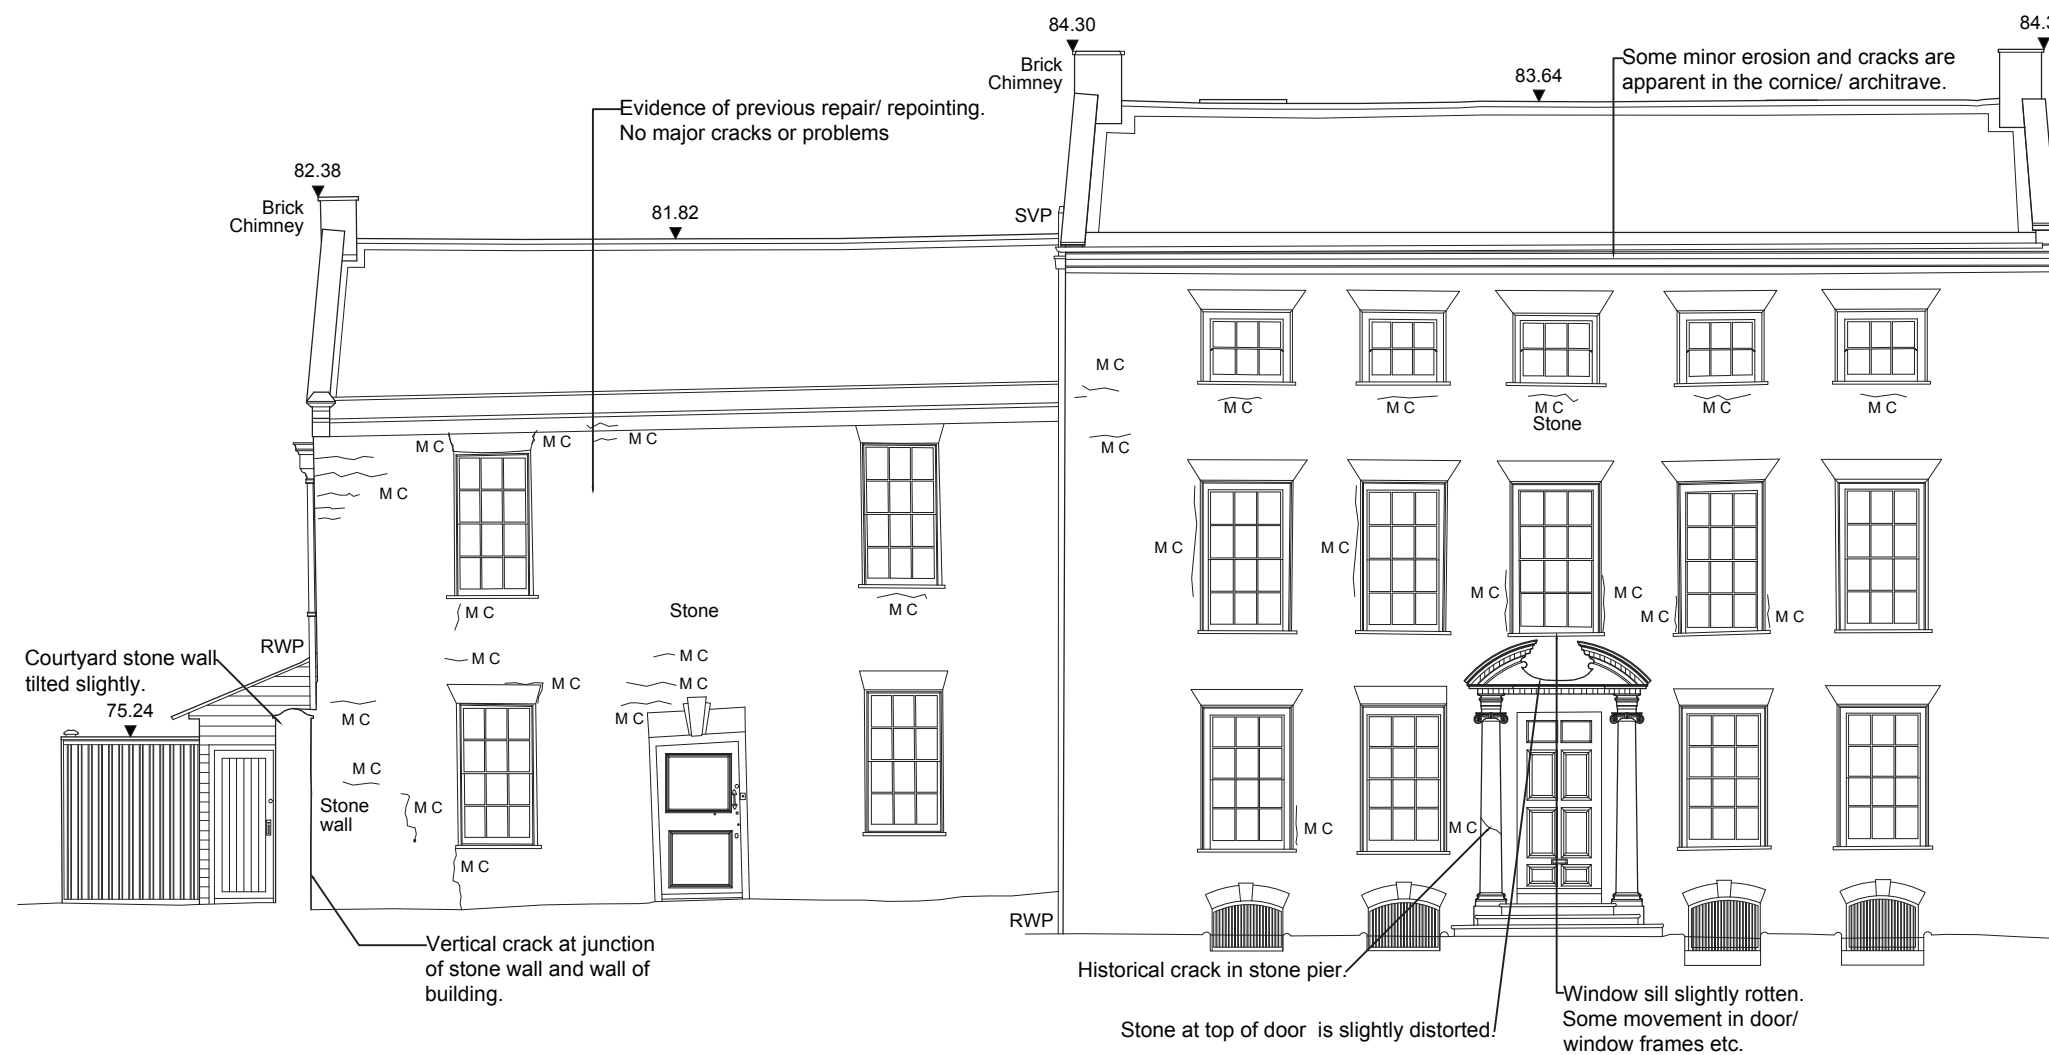 84.30
84.3
Brick
Chimney
Some minor erosion and cracks are
apparent in the cornice/ architrave.
83.64
Evidence of previous repair/ repointing.
No major cracks or problems
82.38
Brick
Chimney
81.82
SVP
M C
M C
M C
M C
M C
M C
Stone
M C
M C
M C
M C
M C
M C
M C
M C
M C
M C
M C
M C
M C
M C
Stone
RWP
Courtyard stone wall
tilted slightly.
75.24
M C
M C
M C
M C
M C
M C
M C
Stone
wall
M C
M C
M C
M C
RWP
Vertical crack at junction
of stone wall and wall of
building.
Historical crack in stone pier.
Stone at top of door is slightly distorted.
Window sill slightly rotten.
Some movement in door/
window frames etc.